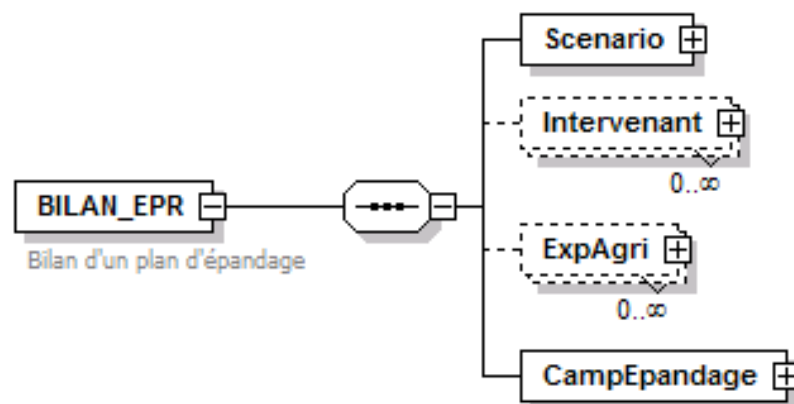 Scenario
Intervenant
0..∞
BILAN_EPR
Bilan d'un plan d'épandage
ExpAgri
0..∞
CampEpandage